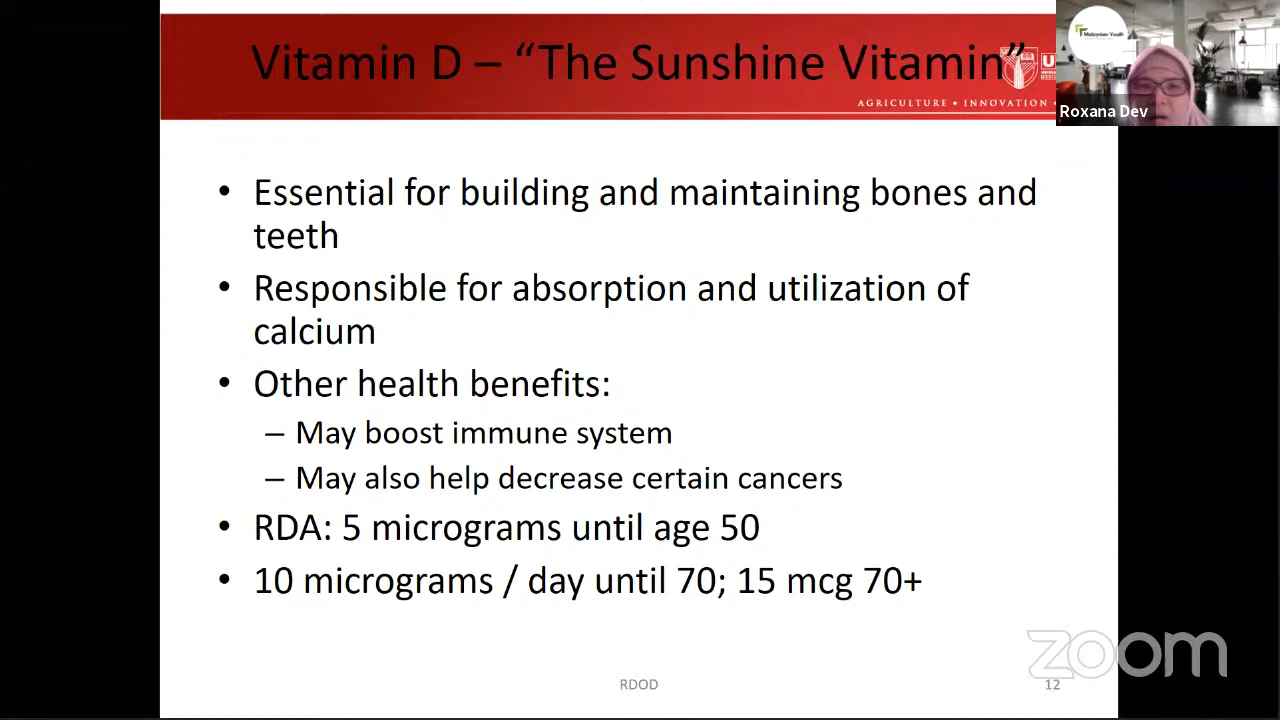 Vitamin D – “The Sunshine Vitamin”
AGRICULTURE • INNOVATION •
Malaysian Youth
Roxana Dev
• Essential for building and maintaining bones and
teeth
• Responsible for absorption and utilization of
calcium
• Other health benefits:
– May boost immune system
– May also help decrease certain cancers
• RDA: 5 micrograms until age 50
• 10 micrograms / day until 70; 15 mcg 70+
zoom
RDOD
12